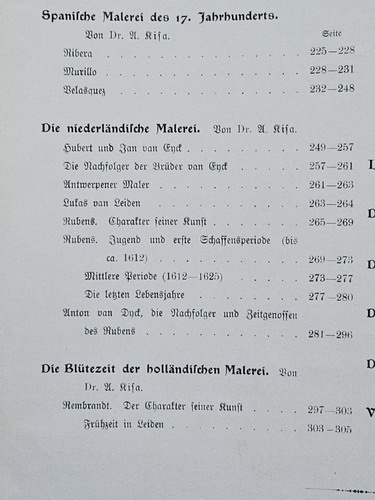 Spanische Malerei des 17. Jahrhunderts.
Von Dr. A. Kisa. Seite
Ribera . . . . . . . . . . . 225–228
Murillo . . . . . . . . . . . 228–231
Velasquez . . . . . . . . . . 232–248
Die niederländische Malerei. Von Dr. A. Kisa.
Hubert und Jan van Eyck . . . . . . . 249–257
Die Nachfolger der Brüder van Eyck . . . . 257–261
Antwerpener Maler . . . . . . . . 261–263
Lukas van Leiden . . . . . . . . 263–264
Rubens. Charakter seiner Kunst . . . . . 265–269
Rubens. Jugend und erste Schaffensperiode (bis
ca. 1612) . . . . . . . . . 269–273
Mittlere Periode (1612–1625) . . . . . 273–277
Die letzten Lebensjahre . . . . . . 277–280
Anton van Dyck, die Nachfolger und Zeitgenossen
des Rubens . . . . . . . . . 281–296
Die Blütezeit der holländischen Malerei. Von
Dr. A. Kisa.
Rembrandt. Der Charakter seiner Kunst . . . . 297–303
Frühzeit in Leiden . . . . . . . 303–305